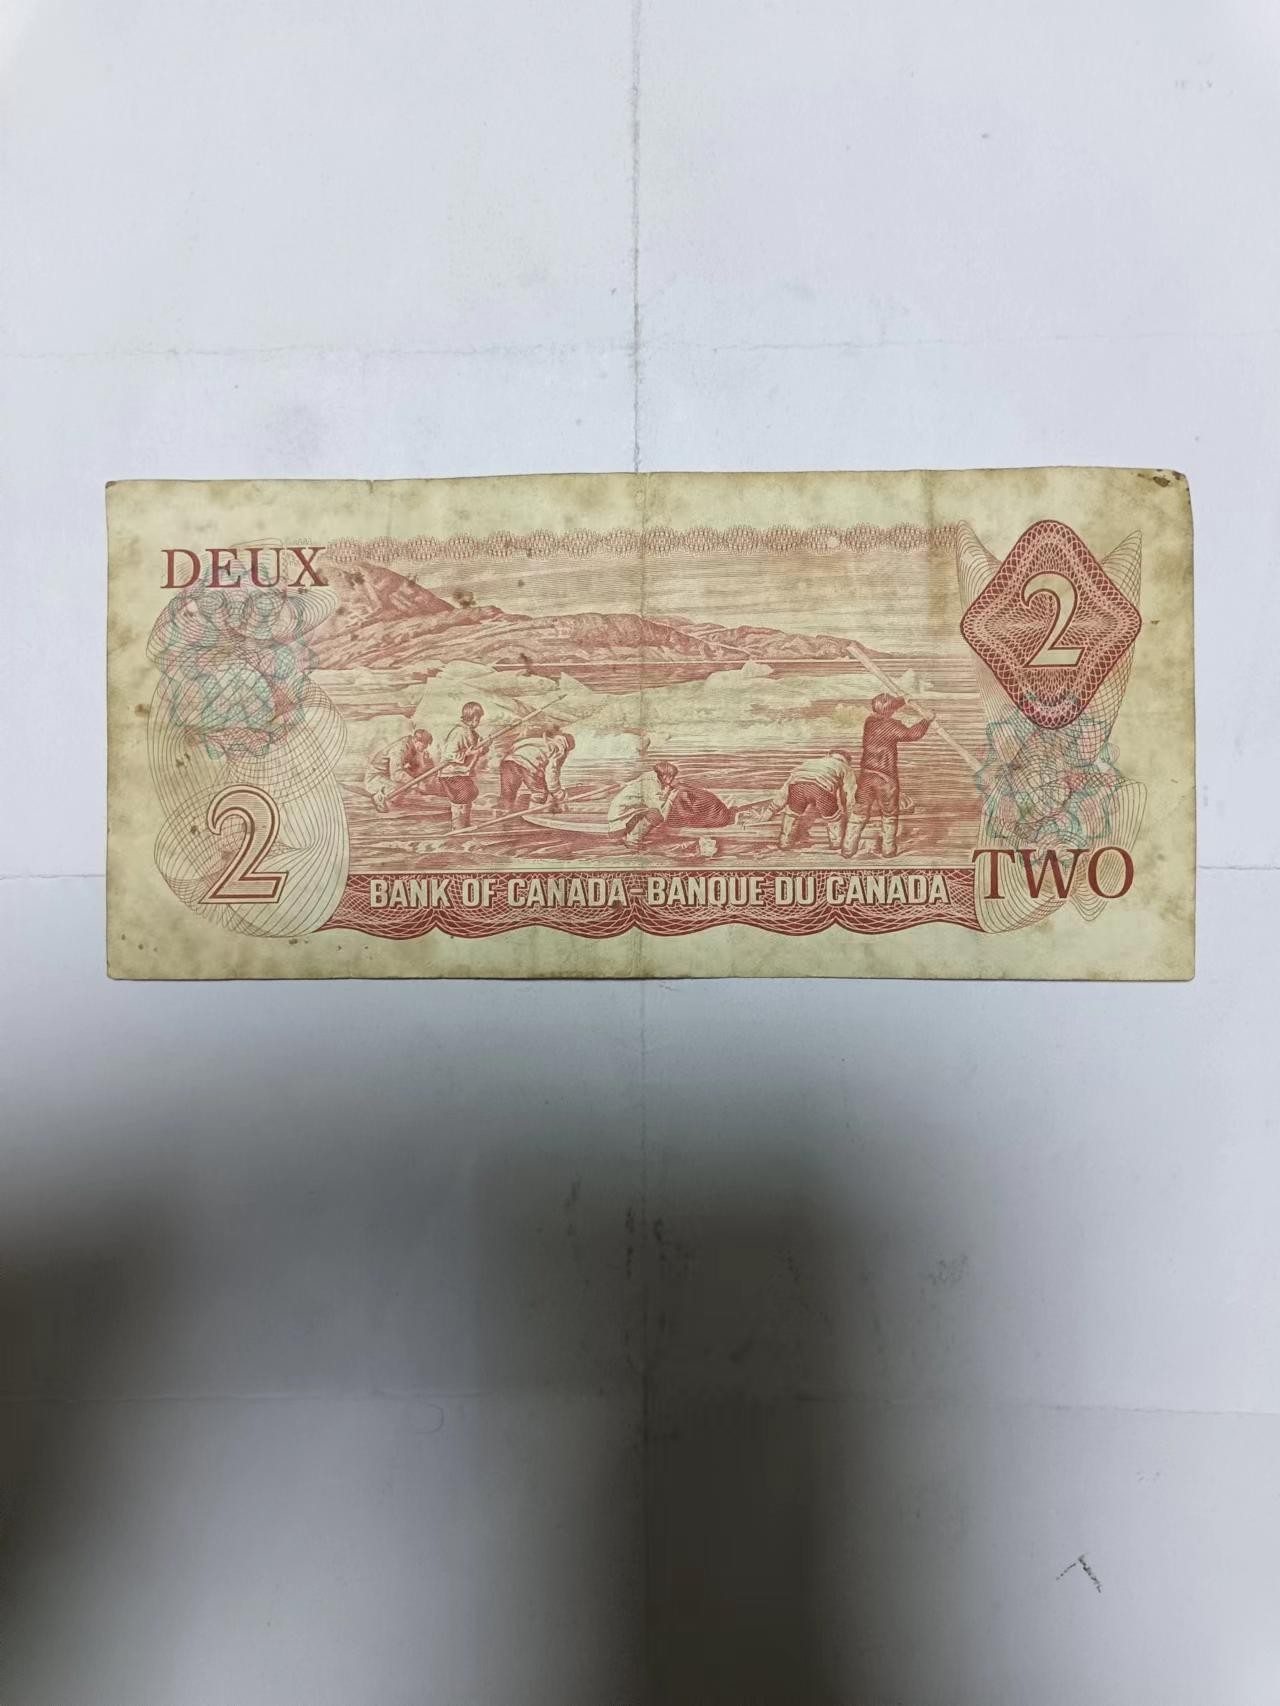 DEUX
2
2
BANK OF CANADA-BANQUE DU CANADA
TWO